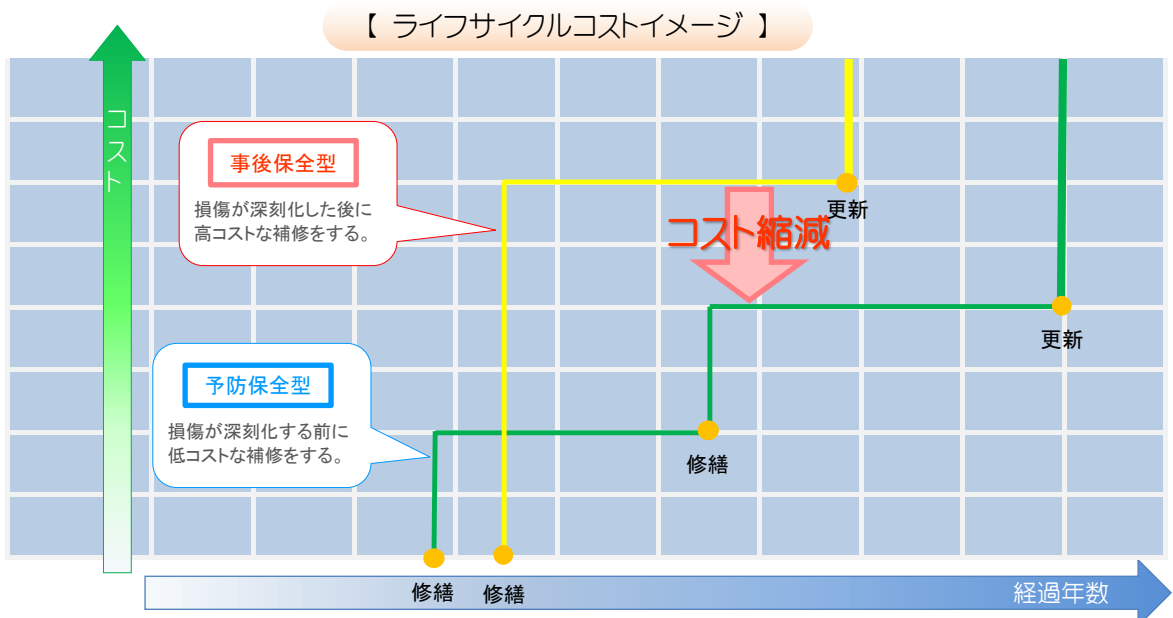 【 ライフサイクルコストイメージ 】
コスト
事後保全型
損傷が深刻化した後に
高コストな補修をする。
更新
コスト縮減
更新
予防保全型
損傷が深刻化する前に
低コストな補修をする。
修繕
修繕
修繕
経過年数